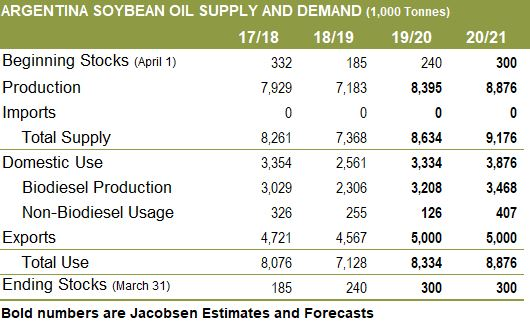 ARGENTINA SOYBEAN OIL SUPPLY AND DEMAND (1,000 Tonnes)
17/18 18/19 19/20 20/21
Beginning Stocks (April 1) 332 185 240 300
Production 7,929 7,183 8,395 8,876
Imports 0 0 0 0
Total Supply 8,261 7,368 8,634 9,176
Domestic Use 3,354 2,561 3,334 3,876
Biodiesel Production 3,029 2,306 3,208 3,468
Non-Biodiesel Usage 326 255 126 407
Exports 4,721 4,567 5,000 5,000
Total Use 8,076 7,128 8,334 8,876
Ending Stocks (March 31) 185 240 300 300
Bold numbers are Jacobsen Estimates and Forecasts